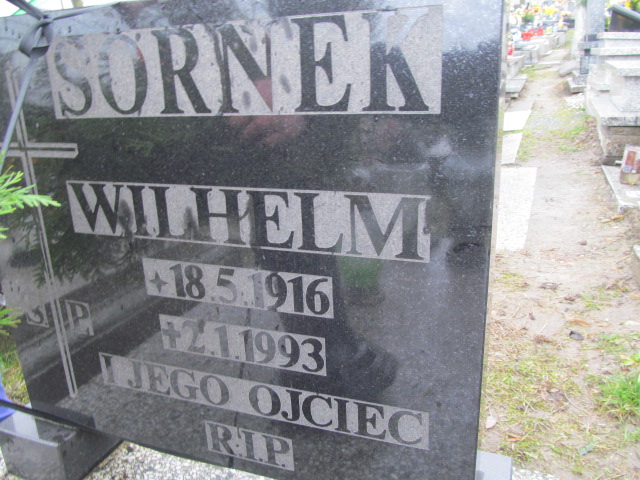 SORNEK
WILHELM
+18.5.1916
+2.1.1993
Ś.P.
I JEGO OJCIEC
R.I.P.